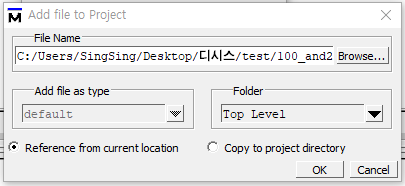 Add file to Project
File Name
C:/Users/SingSing/Desktop/디시스/test/100_and2
Browse...
Add file as type
default
Folder
Top Level
Reference from current location
Copy to project directory
OK
Cancel